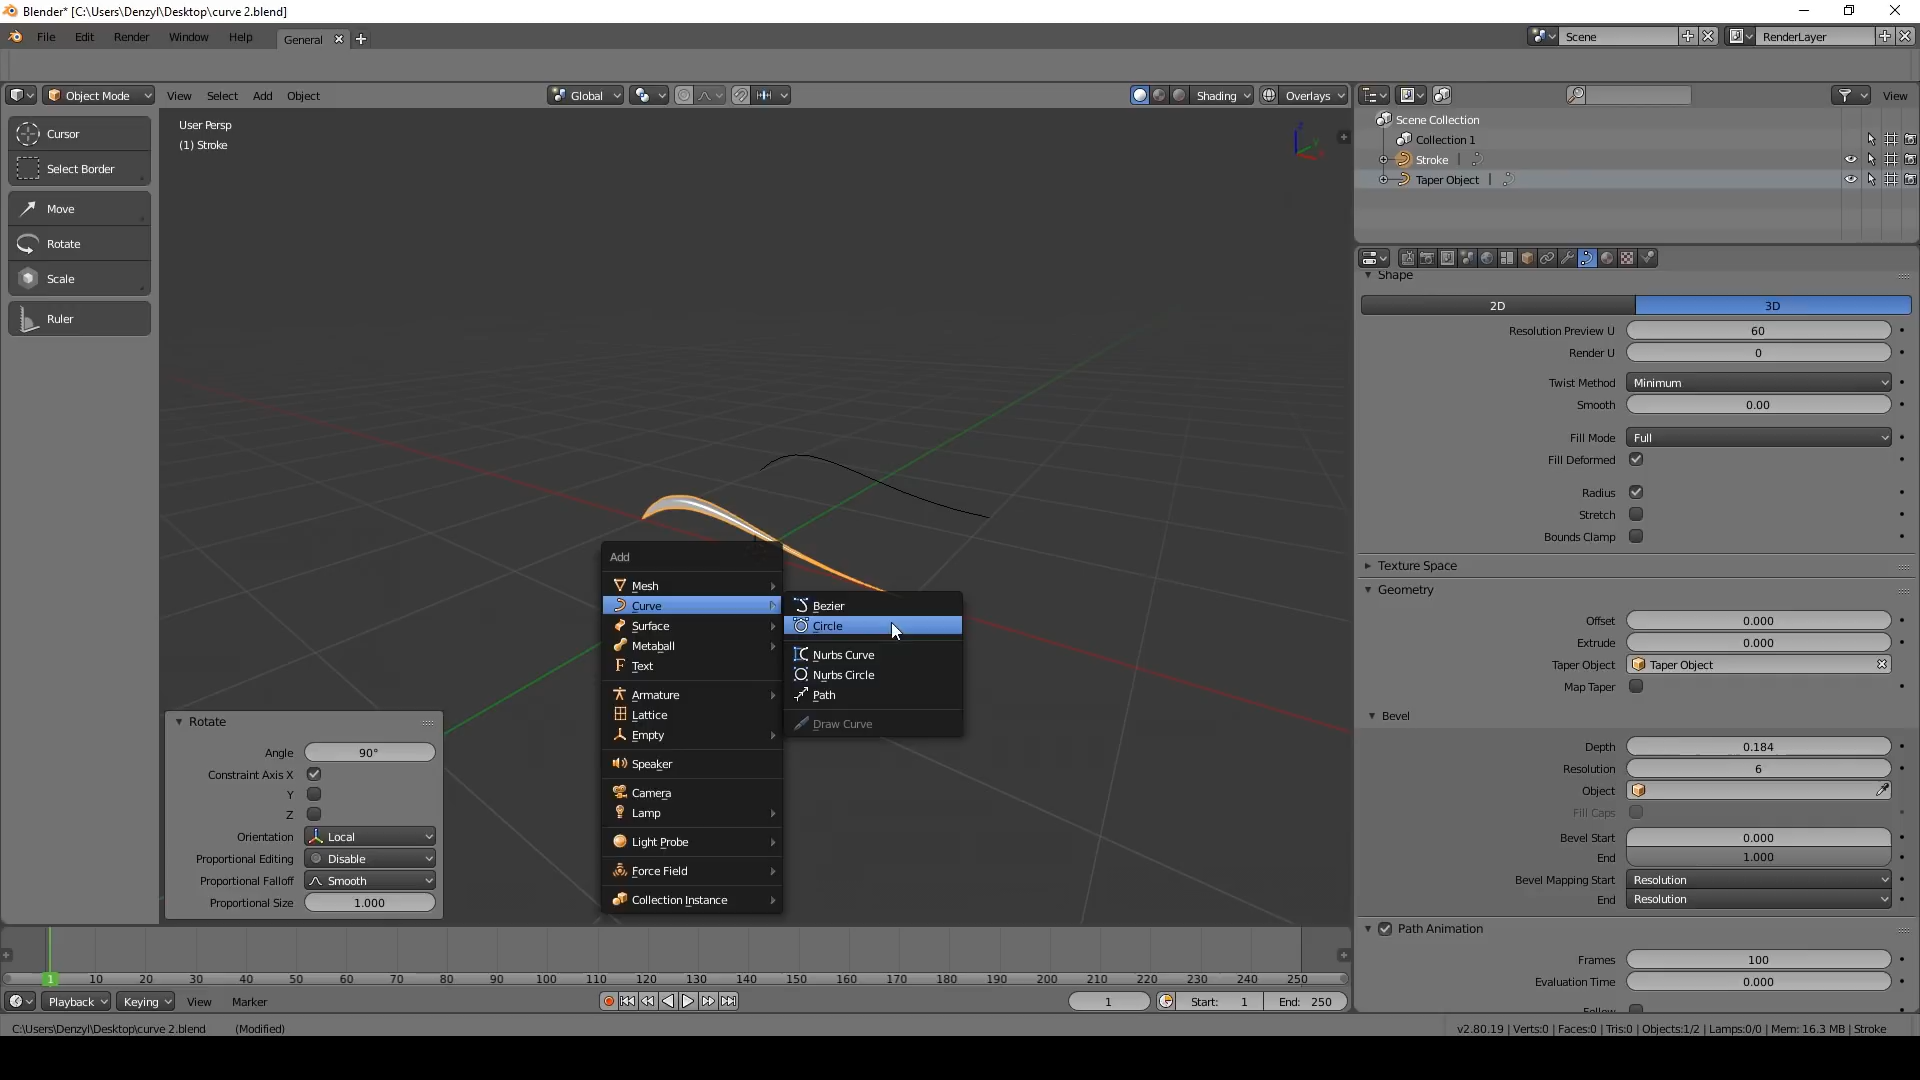 Blender* [C:\Users\Denzyl\Desktop\curve 2.blend]
File Edit Render Window Help General Scene RenderLayer
Object Mode View Select Add Object Global Shading Overlays View
Cursor
Select Border
Move
Rotate
Scale
Ruler
User Persp
(1) Stroke
Scene Collection
Collection 1
Stroke
Taper Object
Shape
2D 3D
Resolution Preview U 60
Render U 0
Twist Method Minimum
Smooth 0.00
Fill Mode Full
Fill Deformed
Radius
Stretch
Bounds Clamp
Texture Space
Geometry
Offset 0.000
Extrude 0.000
Taper Object Taper Object
Map Taper
Bevel
Depth 0.184
Resolution 6
Object
Fill Caps
Bevel Start 0.000
End 1.000
Bevel Mapping Start Resolution
End Resolution
Path Animation
Frames 100
Evaluation Time 0.000
Add
Mesh
Curve
Surface
Metaball
Text
Armature
Lattice
Empty
Speaker
Camera
Lamp
Light Probe
Force Field
Collection Instance
Bezier
Circle
Nurbs Curve
Nurbs Circle
Path
Draw Curve
Rotate
Angle 90°
Constraint Axis X
Y
Z
Orientation Local
Proportional Editing Disable
Proportional Falloff Smooth
Proportional Size 1.000
1 10 20 30 40 50 60 70 80 90 100 110 120 130 140 150 160 170 180 190 200 210 220 230 240 250
Playback Keying View Marker 1 Start: 1 End: 250
C:\Users\Denzyl\Desktop\curve 2.blend (Modified) v2.80.19 | Verts:0 | Faces:0 | Tris:0 | Objects:1/2 | Lamps:0/0 | Mem: 16.3 MB | Stroke